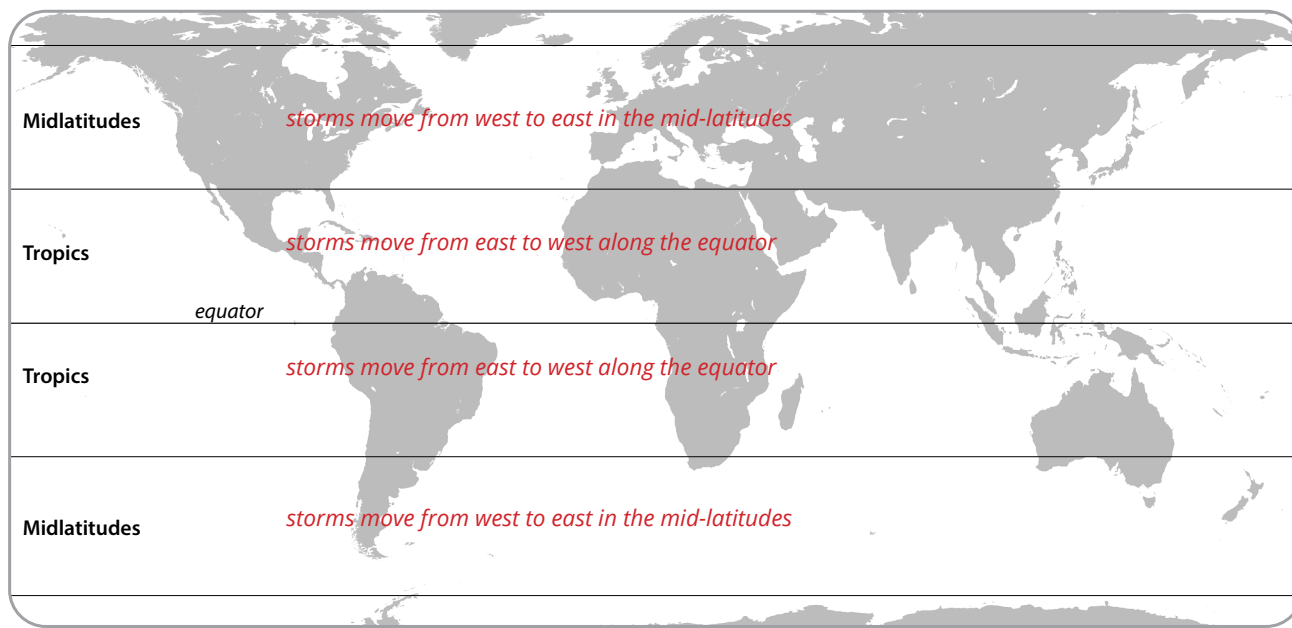 Midlatitudes
storms move from west to east in the mid-latitudes
Tropics
storms move from east to west along the equator
equator
Tropics
storms move from east to west along the equator
Midlatitudes
storms move from west to east in the mid-latitudes